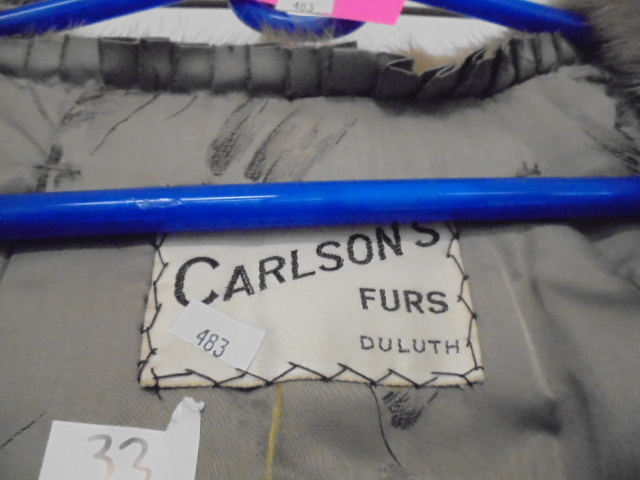 483
CARLSON'S
FURS
DULUTH
483
33